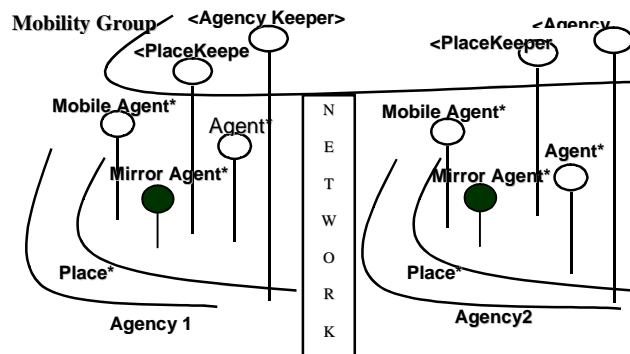 Mobility Group
<Agency Keeper>
<PlaceKeepe
Mobile Agent*
Agent*
Mirror Agent*
Place*
Agency 1
N
E
T
W
O
R
K
<Agency
<PlaceKeeper
Mobile Agent*
Agent*
Mirror Agent*
Place*
Agency2